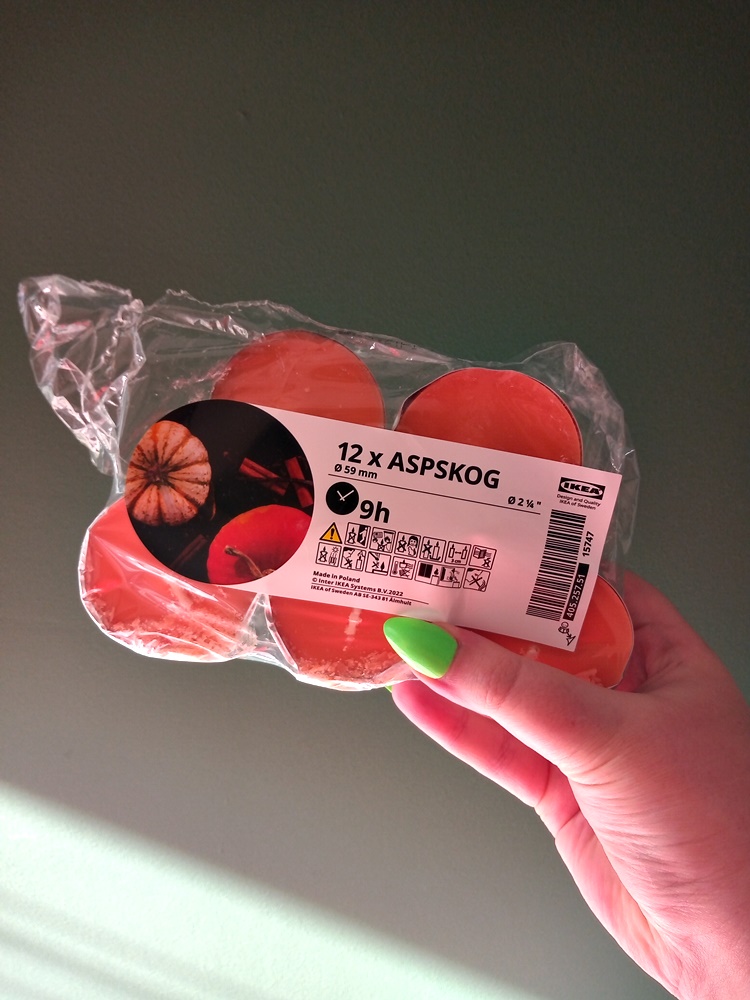 12 x ASPSKOG
Ø 59 mm
Ø 2 ¼ "
9h
Made in Poland
© Inter IKEA Systems B.V. 2022
IKEA of Sweden AB SE-343 81 Älmhult
IKEA
Design and Quality
IKEA of Sweden
15747
405.257.51